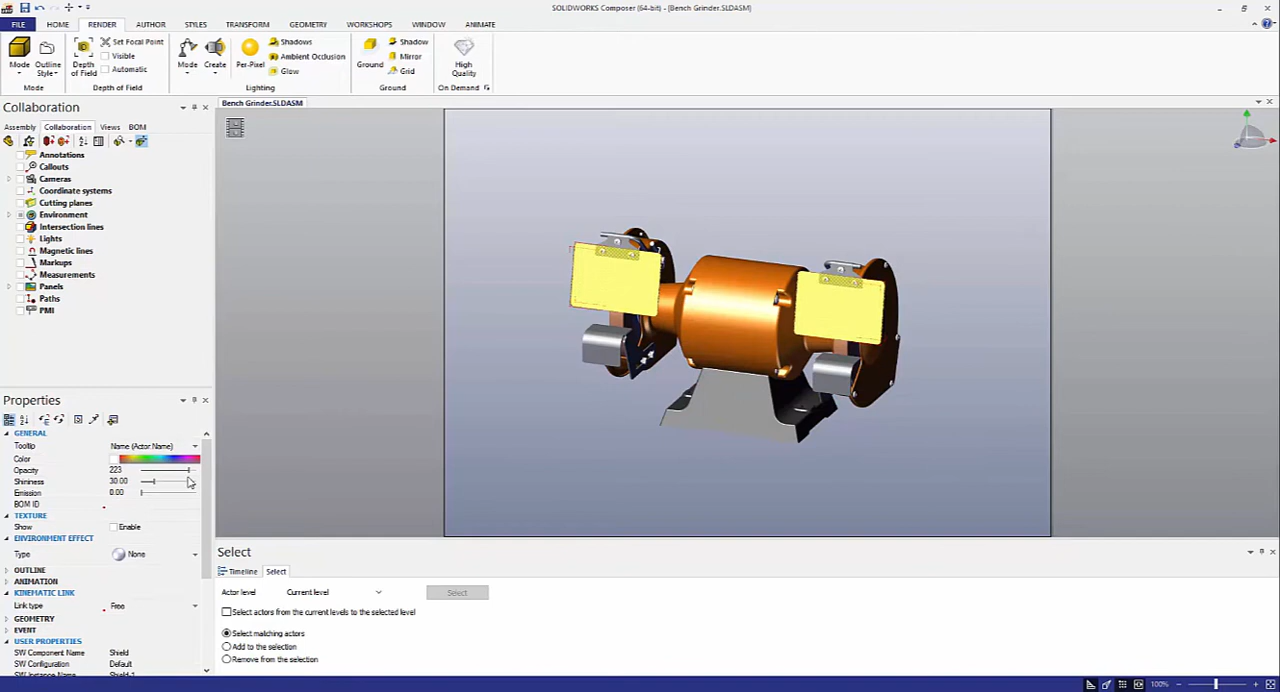 SOLIDWORKS Composer (64-bit) - [Bench Grinder.SLDASM]
FILE HOME RENDER AUTHOR STYLES TRANSFORM GEOMETRY WORKSHOPS WINDOW ANIMATE
Mode Outline Style Depth of Field Set Focal Point Visible Automatic Mode Create Per-Pixel Shadows Ambient Occlusion Glow Ground Shadow Mirror Grid High Quality
Mode Depth of Field Lighting Ground On Demand
Collaboration
Bench Grinder.SLDASM
Assembly Collaboration Views BOM
Annotations
Callouts
Cameras
Coordinate systems
Cutting planes
Environment
Intersection lines
Lights
Magnetic lines
Markups
Measurements
Panels
Paths
PMI
Properties
GENERAL
Tooltip Name (Actor Name)
Color
Opacity 223
Shininess 30.00
Emission 0.00
BOM ID
TEXTURE
Show Enable
ENVIRONMENT EFFECT
Type None
OUTLINE
ANIMATION
KINEMATIC LINK
Link type Free
GEOMETRY
EVENT
USER PROPERTIES
SW Component Name Shield
SW Configuration Default
SW Instance Name Shield-1
Select
Timeline Select
Actor level Current level Select
Select actors from the current levels to the selected level
Select matching actors
Add to the selection
Remove from the selection
100%